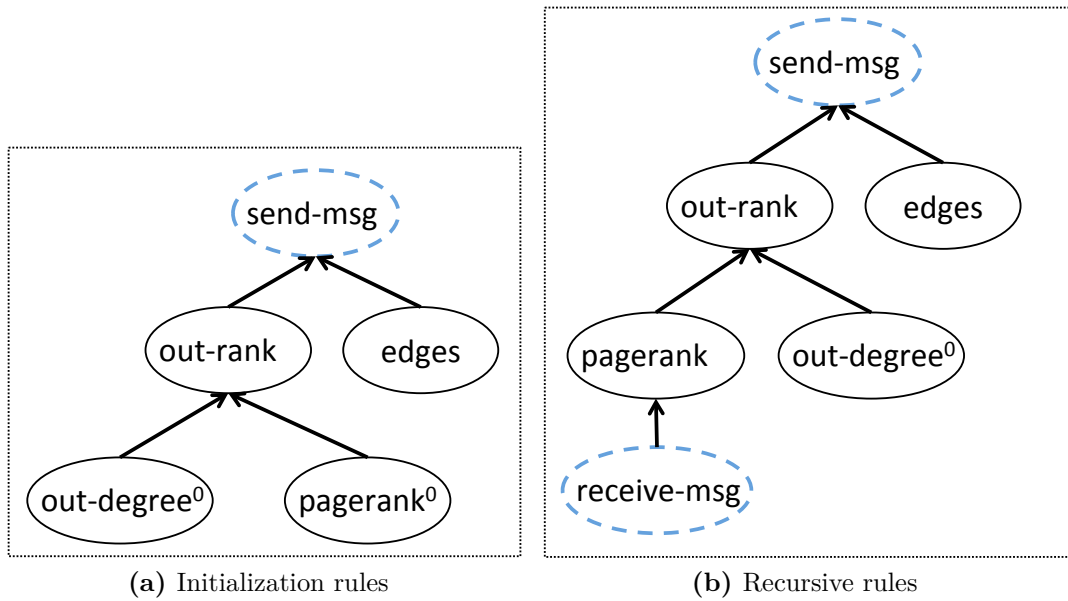 send-msg
out-rank
edges
out-degree⁰
pagerank⁰
(a) Initialization rules
send-msg
out-rank
edges
pagerank
out-degree⁰
receive-msg
(b) Recursive rules